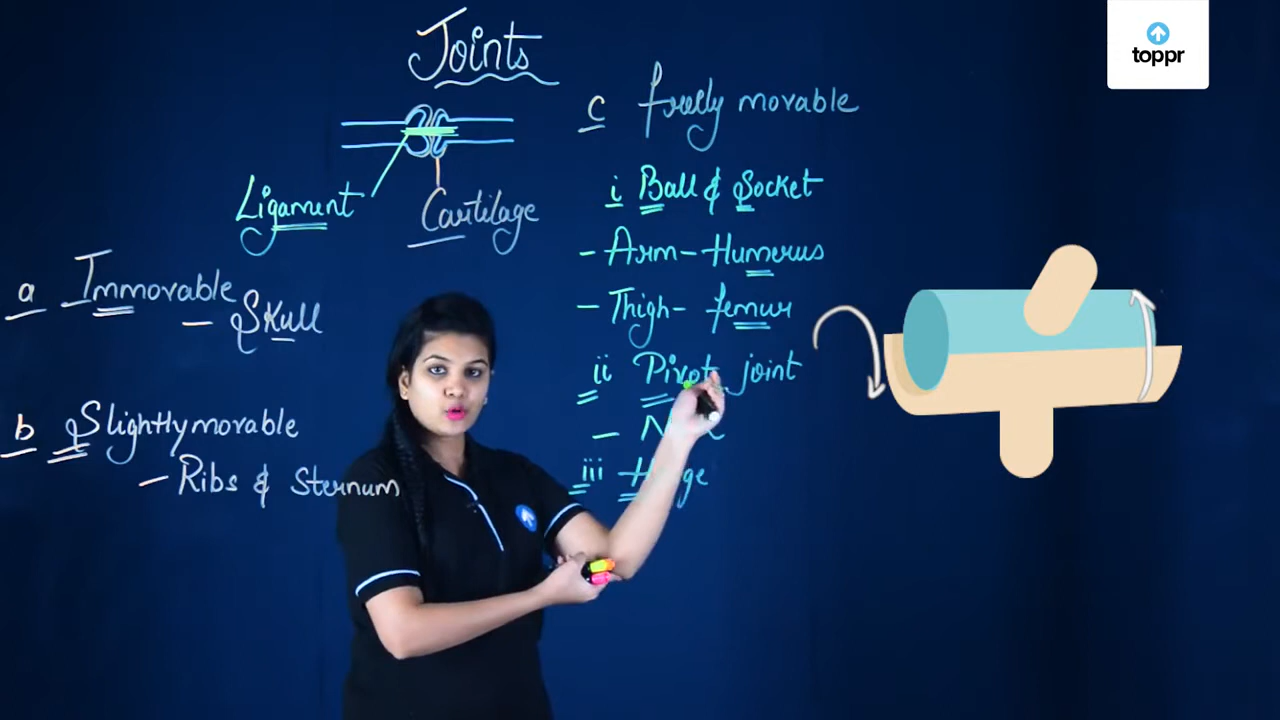 Joints
toppr
Ligament
Cartilage
a Immovable
- Skull
b Slightly movable
- Ribs & Sternum
c freely movable
i Ball & Socket
- Arm - Humerus
- Thigh - femur
ii Pivot joint
-
iii